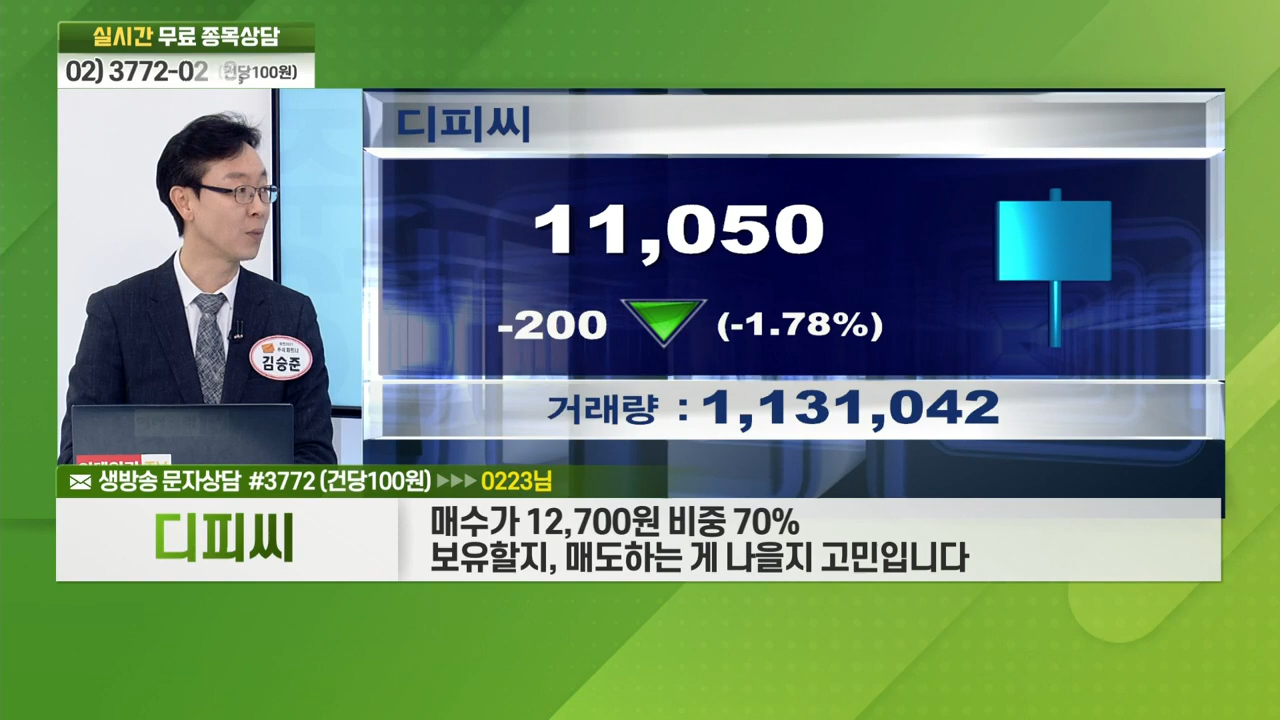 실시간 무료 종목상담
02) 3772-02 (건당100원)
디피씨
11,050
-200 (-1.78%)
거래량 : 1,131,042
김승준
생방송 문자상담 #3772 (건당100원) 0223님
디피씨
매수가 12,700원 비중 70%
보유할지, 매도하는 게 나을지 고민입니다